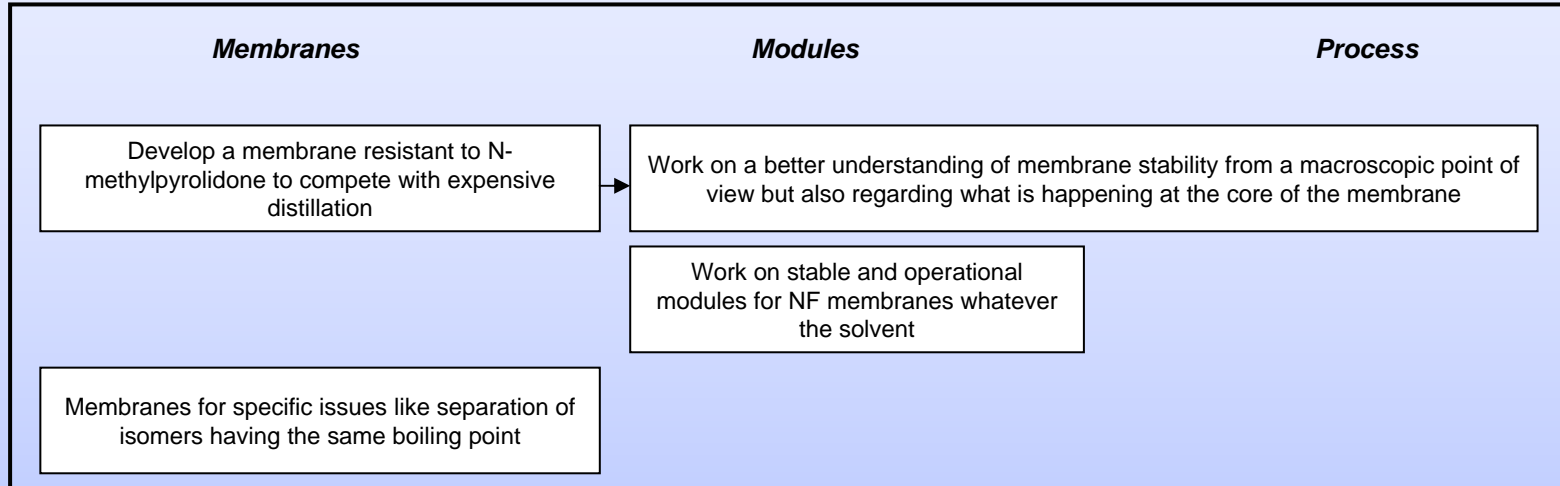 Membranes
Modules
Process
Develop a membrane resistant to N-
methylpyrolidone to compete with expensive
distillation
Work on a better understanding of membrane stability from a macroscopic point of
view but also regarding what is happening at the core of the membrane
Work on stable and operational
modules for NF membranes whatever
the solvent
Membranes for specific issues like separation of
isomers having the same boiling point